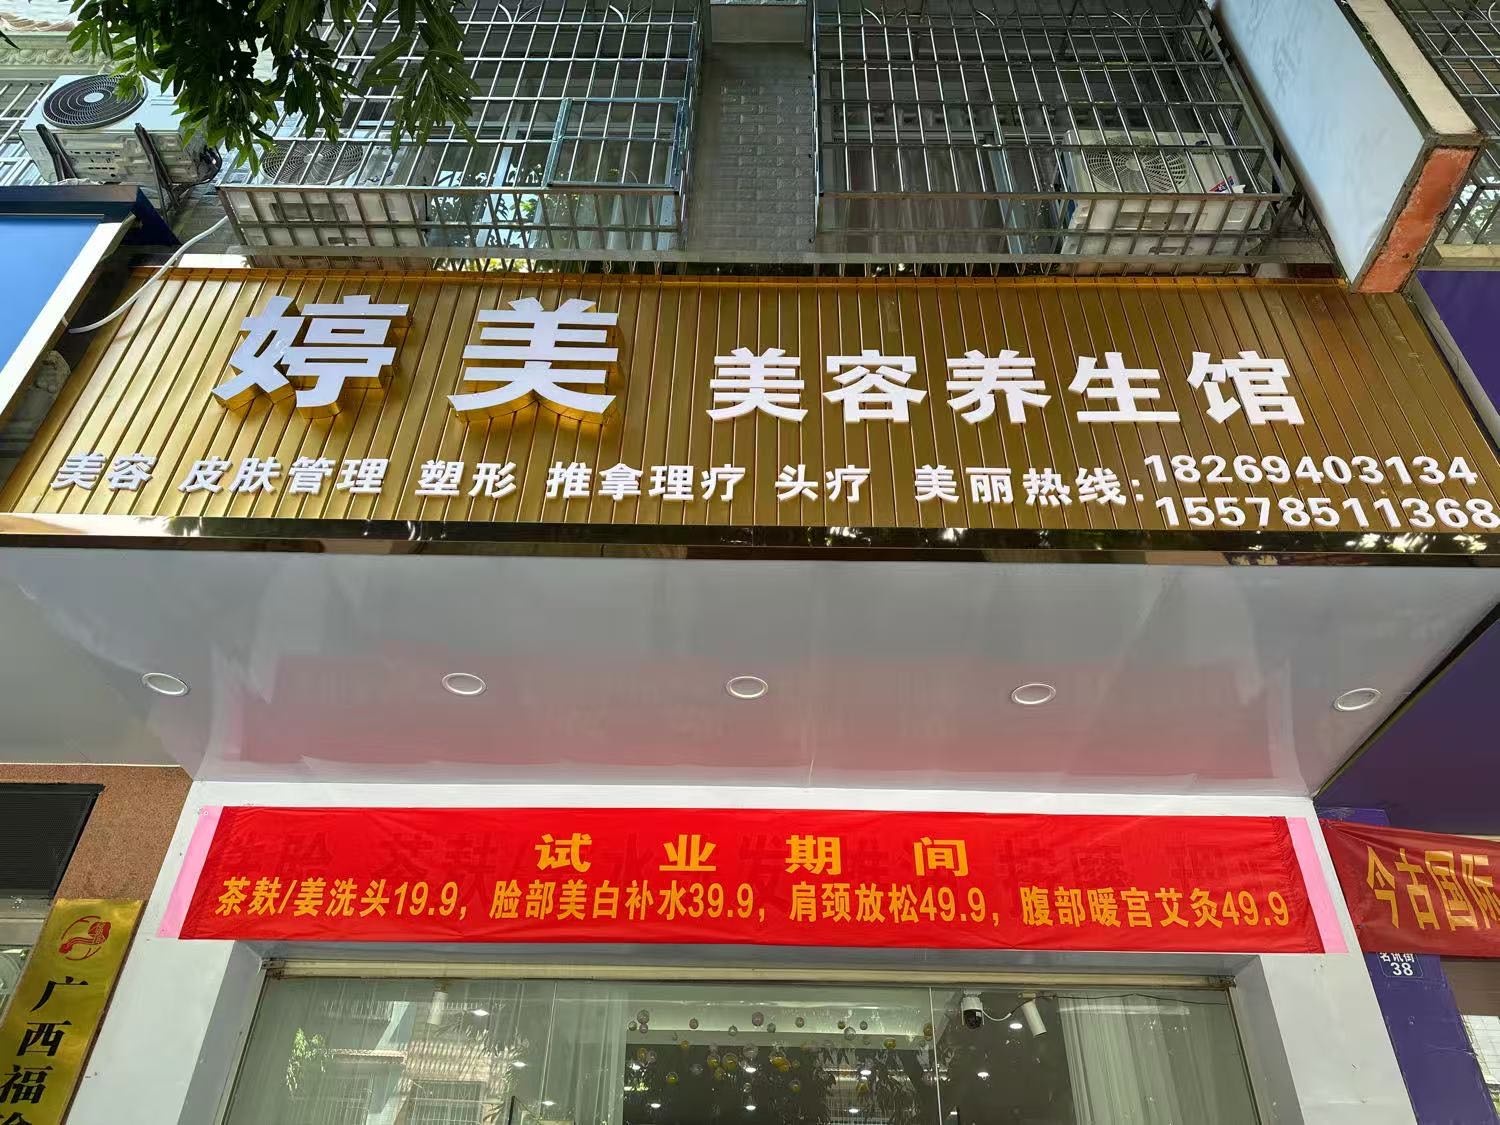 婷美 美容养生馆
美容 皮肤管理 塑形 推拿理疗 头疗 美丽热线:
18269403134
15578511368
试业期间
茶麸/姜洗头19.9，脸部美白补水39.9，肩颈放松49.9，腹部暖宫艾灸49.9
今古国际
38
广西福